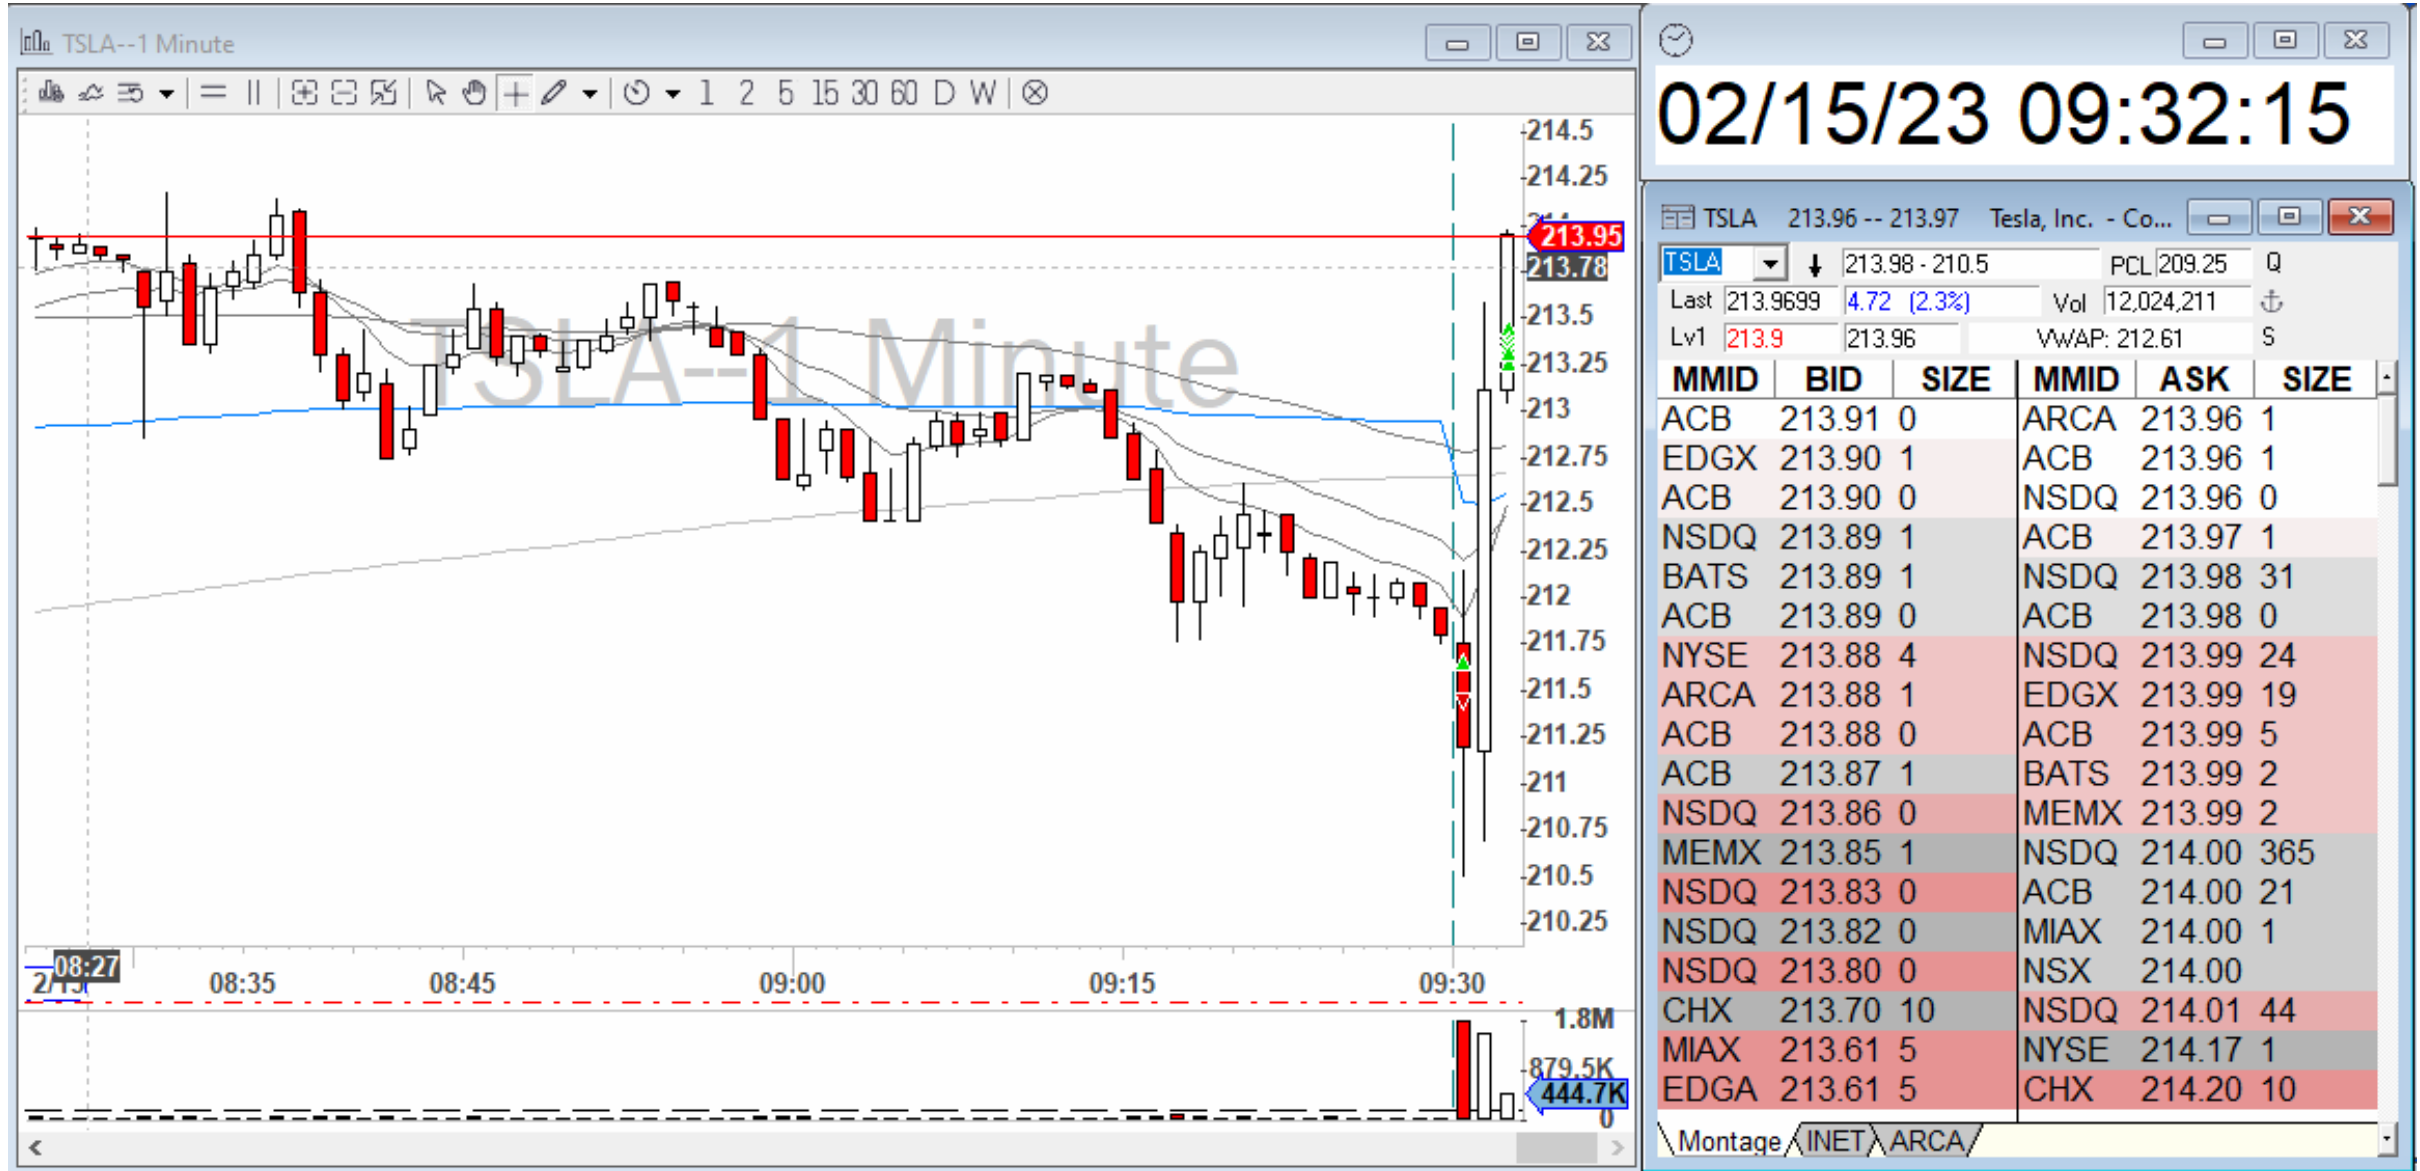 TSLA--1 Minute
1 2 5 15 30 60 D W
TSLA--1 Minute
214.5
214.25
213.95
213.78
213.5
213.25
213
212.75
212.5
212.25
212
211.75
211.5
211.25
211
210.75
210.5
210.25
08:27
08:35 08:45 09:00 09:15 09:30
1.8M
879.5K
444.7K
0
02/15/23 09:32:15
TSLA 213.96 -- 213.97 Tesla, Inc. - Co...
TSLA 213.98 - 210.5 PCL 209.25 Q
Last 213.9699 4.72 (2.3%) Vol 12,024,211
Lv1 213.9 213.96 VWAP: 212.61 S
MMID BID SIZE MMID ASK SIZE
ACB 213.91 0 ARCA 213.96 1
EDGX 213.90 1 ACB 213.96 1
ACB 213.90 0 NSDQ 213.96 0
NSDQ 213.89 1 ACB 213.97 1
BATS 213.89 1 NSDQ 213.98 31
ACB 213.89 0 ACB 213.98 0
NYSE 213.88 4 NSDQ 213.99 24
ARCA 213.88 1 EDGX 213.99 19
ACB 213.88 0 ACB 213.99 5
ACB 213.87 1 BATS 213.99 2
NSDQ 213.86 0 MEMX 213.99 2
MEMX 213.85 1 NSDQ 214.00 365
NSDQ 213.83 0 ACB 214.00 21
NSDQ 213.82 0 MIAX 214.00 1
NSDQ 213.80 0 NSX 214.00
CHX 213.70 10 NSDQ 214.01 44
MIAX 213.61 5 NYSE 214.17 1
EDGA 213.61 5 CHX 214.20 10
Montage INET ARCA